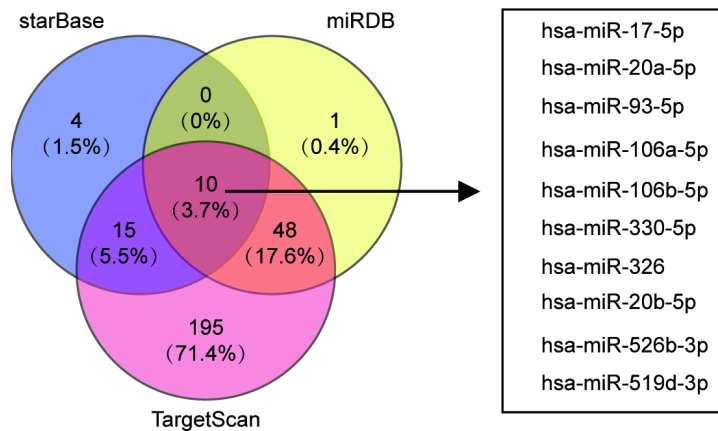 starBase
miRDB
4
(1.5%)
0
(0%)
1
(0.4%)
10
(3.7%)
15
(5.5%)
48
(17.6%)
195
(71.4%)
TargetScan
hsa-miR-17-5p
hsa-miR-20a-5p
hsa-miR-93-5p
hsa-miR-106a-5p
hsa-miR-106b-5p
hsa-miR-330-5p
hsa-miR-326
hsa-miR-20b-5p
hsa-miR-526b-3p
hsa-miR-519d-3p